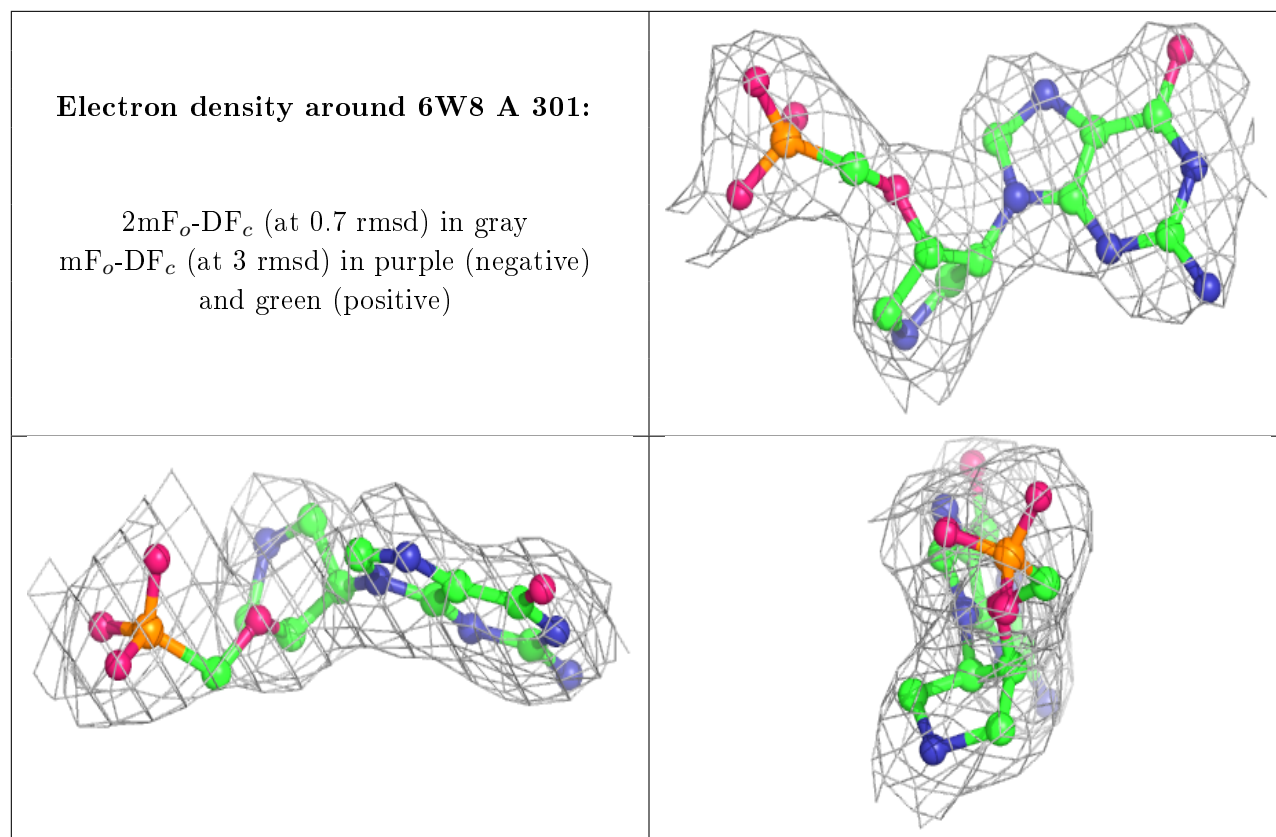 Electron density around 6W8 A 301:
2mFo-DFc (at 0.7 rmsd) in gray
mFo-DFc (at 3 rmsd) in purple (negative)
and green (positive)